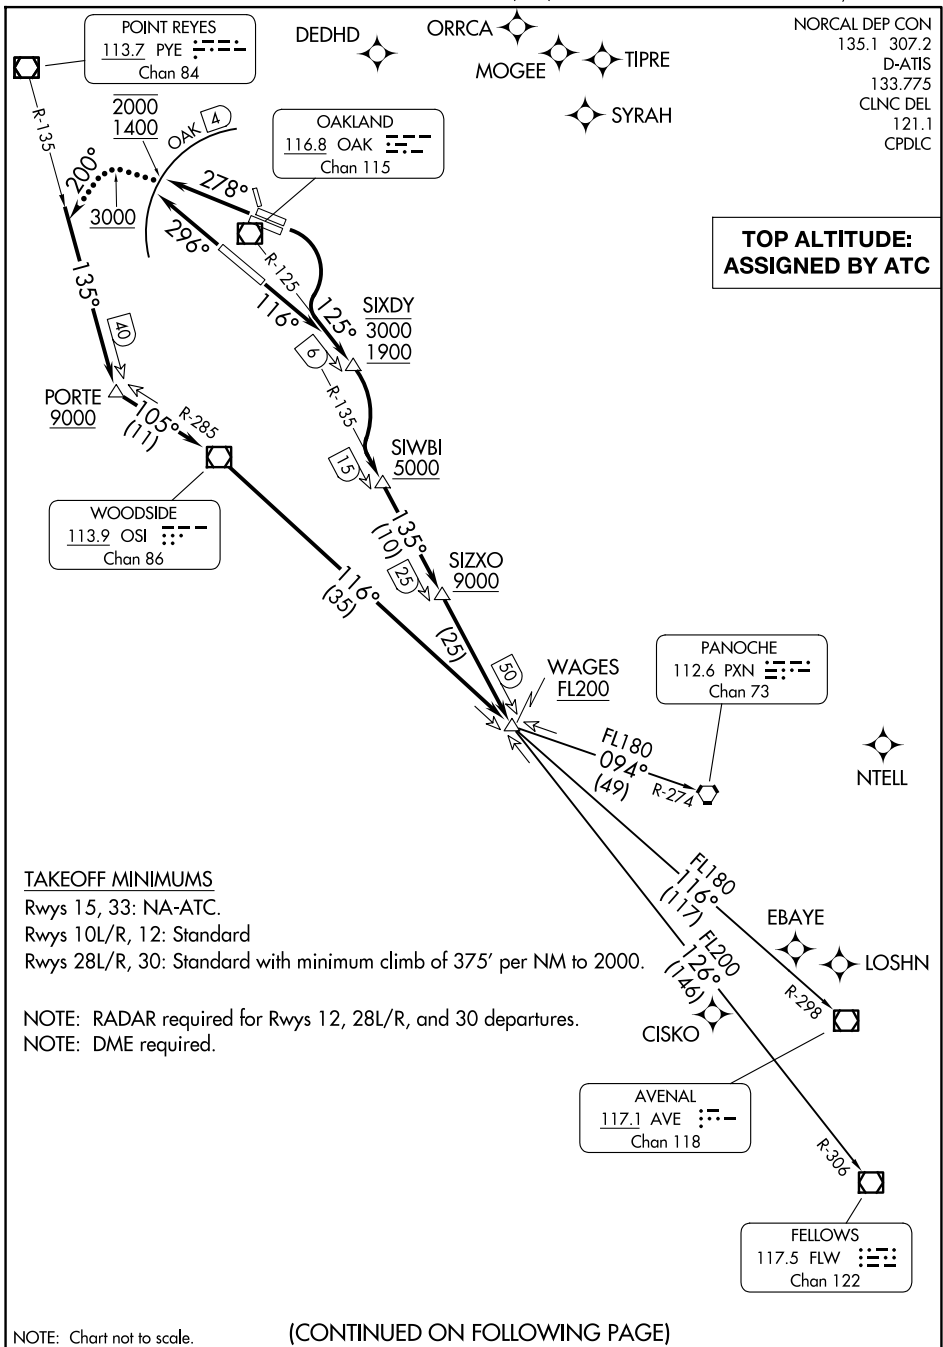 NORCAL DEP CON
135.1 307.2
D-ATIS
133.775
CLNC DEL
121.1
CPDLC
POINT REYES
113.7 PYE
Chan 84
DEDHD
ORRCA
MOGEE
TIPRE
SYRAH
R-135
2000
1400
OAK 4
OAKLAND
116.8 OAK
Chan 115
TOP ALTITUDE:
ASSIGNED BY ATC
200°
3000
278°
296°
R-125
116°
125°
135°
40
SIXDY
3000
1900
6
R-135
PORTE
9000
105°
(11)
R-285
SIWBI
5000
15
WOODSIDE
113.9 OSI
Chan 86
135°
(10)
SIZXO
9000
25
116°
(35)
(25)
50
WAGES
FL200
PANOCHE
112.6 PXN
Chan 73
FL180
094°
(49)
R-274
NTELL
TAKEOFF MINIMUMS
Rwys 15, 33: NA-ATC.
Rwys 10L/R, 12: Standard
Rwys 28L/R, 30: Standard with minimum climb of 375' per NM to 2000.
NOTE: RADAR required for Rwys 12, 28L/R, and 30 departures.
NOTE: DME required.
FL180
116°
(117)
FL200
126°
(146)
EBAYE
LOSHN
R-298
CISKO
AVENAL
117.1 AVE
Chan 118
R-306
FELLOWS
117.5 FLW
Chan 122
NOTE: Chart not to scale.
(CONTINUED ON FOLLOWING PAGE)